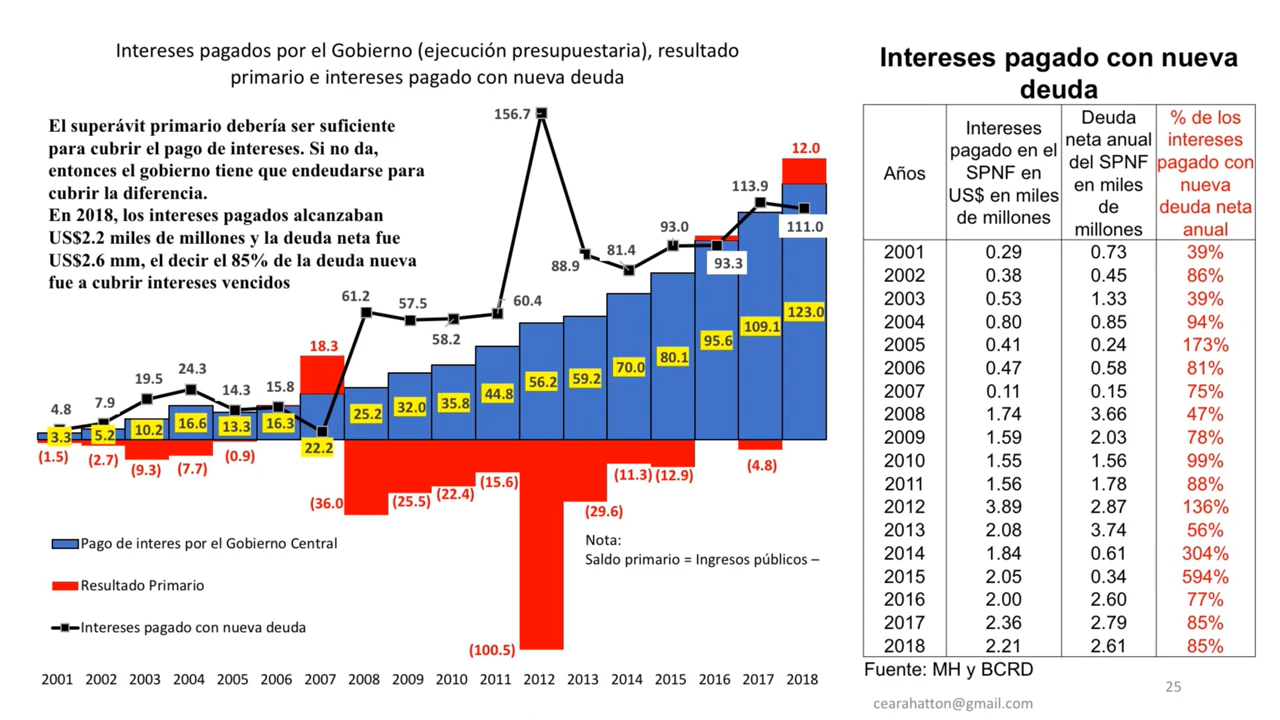 Intereses pagados por el Gobierno (ejecución presupuestaria), resultado
primario e intereses pagado con nueva deuda
El superávit primario debería ser suficiente
para cubrir el pago de intereses. Si no da,
entonces el gobierno tiene que endeudarse para
cubrir la diferencia.
En 2018, los intereses pagados alcanzaban
US$2.2 miles de millones y la deuda neta fue
US$2.6 mm, el decir el 85% de la deuda nueva
fue a cubrir intereses vencidos
4.8 7.9 19.5 24.3 14.3 15.8 61.2 57.5 58.2 60.4 156.7 88.9 81.4 93.0 93.3 113.9 111.0
18.3 12.0
3.3 5.2 10.2 16.6 13.3 16.3 22.2 25.2 32.0 35.8 44.8 56.2 59.2 70.0 80.1 95.6 109.1 123.0
(1.5) (2.7) (9.3) (7.7) (0.9) (36.0 (25.5) (22.4) (15.6) (100.5) (29.6) (11.3) (12.9) (4.8)
Pago de interes por el Gobierno Central
Resultado Primario
Intereses pagado con nueva deuda
Nota:
Saldo primario = Ingresos públicos –
2001 2002 2003 2004 2005 2006 2007 2008 2009 2010 2011 2012 2013 2014 2015 2016 2017 2018
Intereses pagado con nueva
deuda
Años
Intereses
pagado en el
SPNF en
US$ en miles
de millones
Deuda
neta anual
del SPNF
en miles
de
millones
% de los
intereses
pagado con
nueva
deuda neta
anual
2001 0.29 0.73 39%
2002 0.38 0.45 86%
2003 0.53 1.33 39%
2004 0.80 0.85 94%
2005 0.41 0.24 173%
2006 0.47 0.58 81%
2007 0.11 0.15 75%
2008 1.74 3.66 47%
2009 1.59 2.03 78%
2010 1.55 1.56 99%
2011 1.56 1.78 88%
2012 3.89 2.87 136%
2013 2.08 3.74 56%
2014 1.84 0.61 304%
2015 2.05 0.34 594%
2016 2.00 2.60 77%
2017 2.36 2.79 85%
2018 2.21 2.61 85%
Fuente: MH y BCRD
25
cearahatton@gmail.com